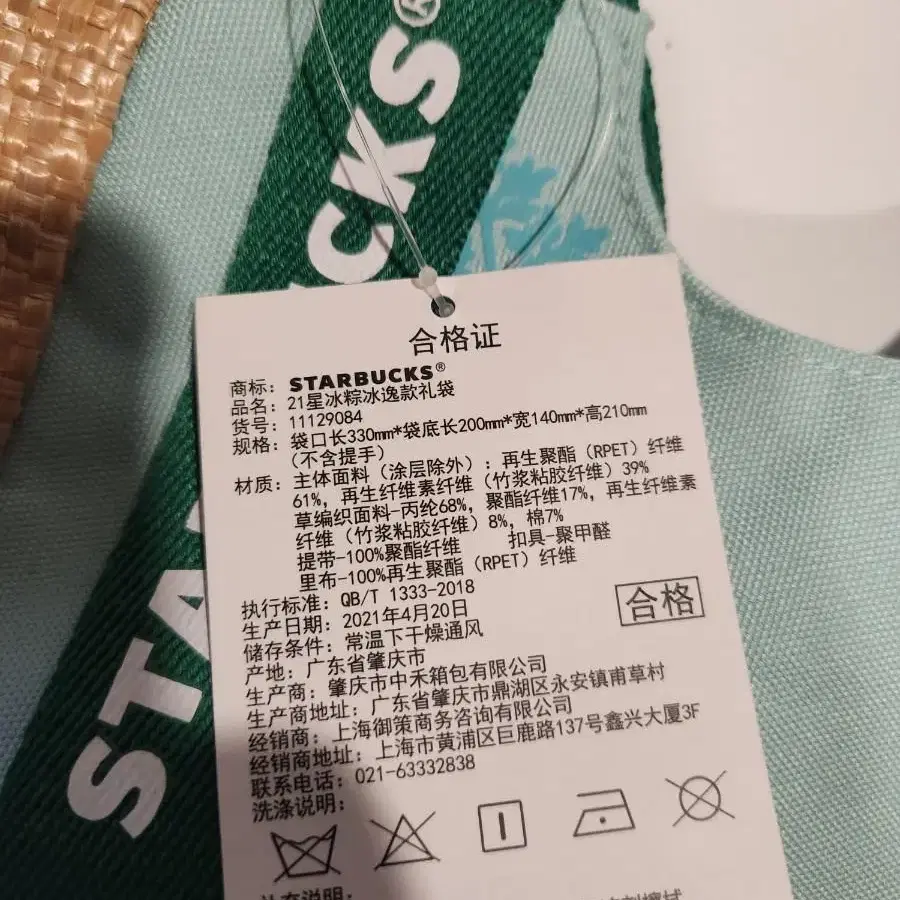 STARBUCKS®
合格证
商标：STARBUCKS®
品名：21星冰粽冰逸款礼袋
货号：11129084
规格：袋口长330mm*袋底长200mm*宽140mm*高210mm
（不含提手）
材质：主体面料（涂层除外）：再生聚酯（RPET）纤维
61%，再生纤维素纤维（竹浆粘胶纤维）39%
草编织面料-丙纶68%，聚酯纤维17%，再生纤维素
纤维（竹浆粘胶纤维）8%，棉7%
提带-100%聚酯纤维 扣具-聚甲醛
里布-100%再生聚酯（RPET）纤维
执行标准：QB/T 1333-2018
生产日期：2021年4月20日
合格
储存条件：常温下干燥通风
产地：广东省肇庆市
生产商：肇庆市中禾箱包有限公司
生产商地址：广东省肇庆市鼎湖区永安镇甫草村
经销商：上海御策商务咨询有限公司
经销商地址：上海市黄浦区巨鹿路137号鑫兴大厦3F
联系电话：021-63332838
洗涤说明：